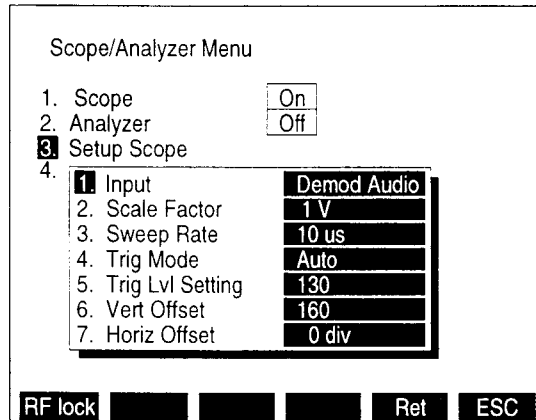 Scope/Analyzer Menu
1. Scope On
2. Analyzer Off
3. Setup Scope
4.
1. Input Demod Audio
2. Scale Factor 1 V
3. Sweep Rate 10 us
4. Trig Mode Auto
5. Trig Lvl Setting 130
6. Vert Offset 160
7. Horiz Offset 0 div
RF lock Ret ESC